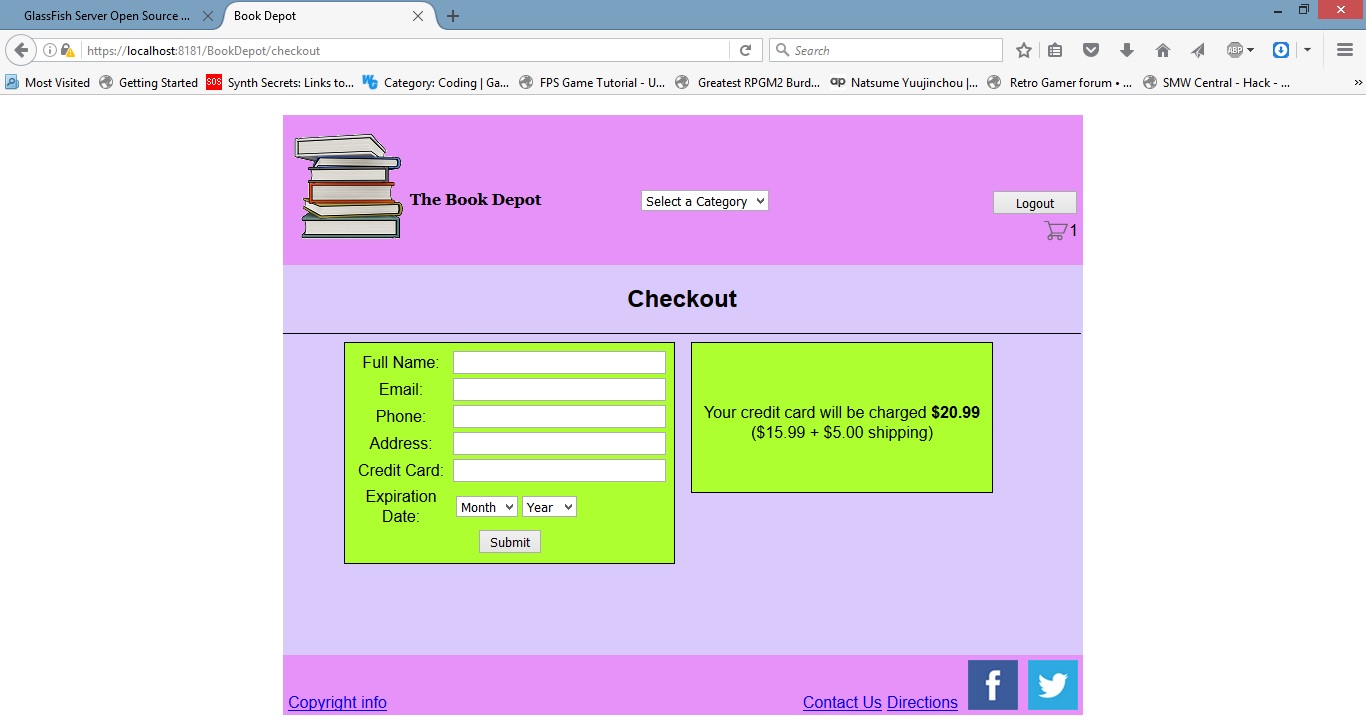 GlassFish Server Open Source ...
Book Depot
https://localhost:8181/BookDepot/checkout
Search
ABP
Most Visited
Getting Started
SOS
Synth Secrets: Links to...
Category: Coding | Ga...
FPS Game Tutorial - U...
Greatest RPGM2 Burd...
ap
Natsume Yuujinchou |...
Retro Gamer forum • ...
SMW Central - Hack - ...
The Book Depot
Select a Category
Logout
1
Checkout
Full Name:
Email:
Phone:
Address:
Credit Card:
Expiration
Date:
Month
Year
Submit
Your credit card will be charged $20.99
($15.99 + $5.00 shipping)
Copyright info
Contact Us Directions
f